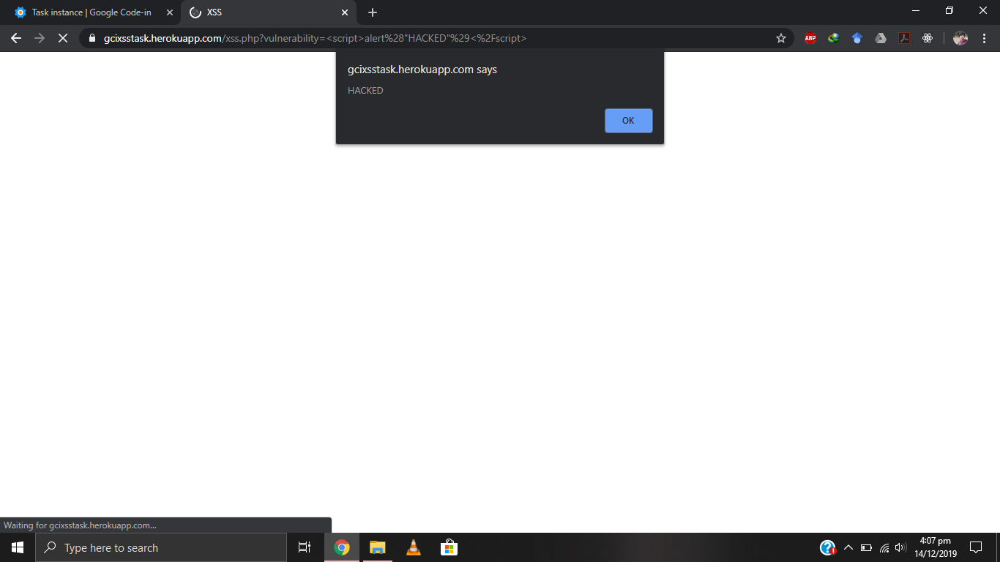 Task instance | Google Code-in
XSS
gcixsstask.herokuapp.com/xss.php?vulnerability=<script>alert%28"HACKED"%29<%2Fscript>
ABP
gcixsstask.herokuapp.com says
HACKED
OK
Waiting for gcixsstask.herokuapp.com...
Type here to search
4:07 pm
14/12/2019